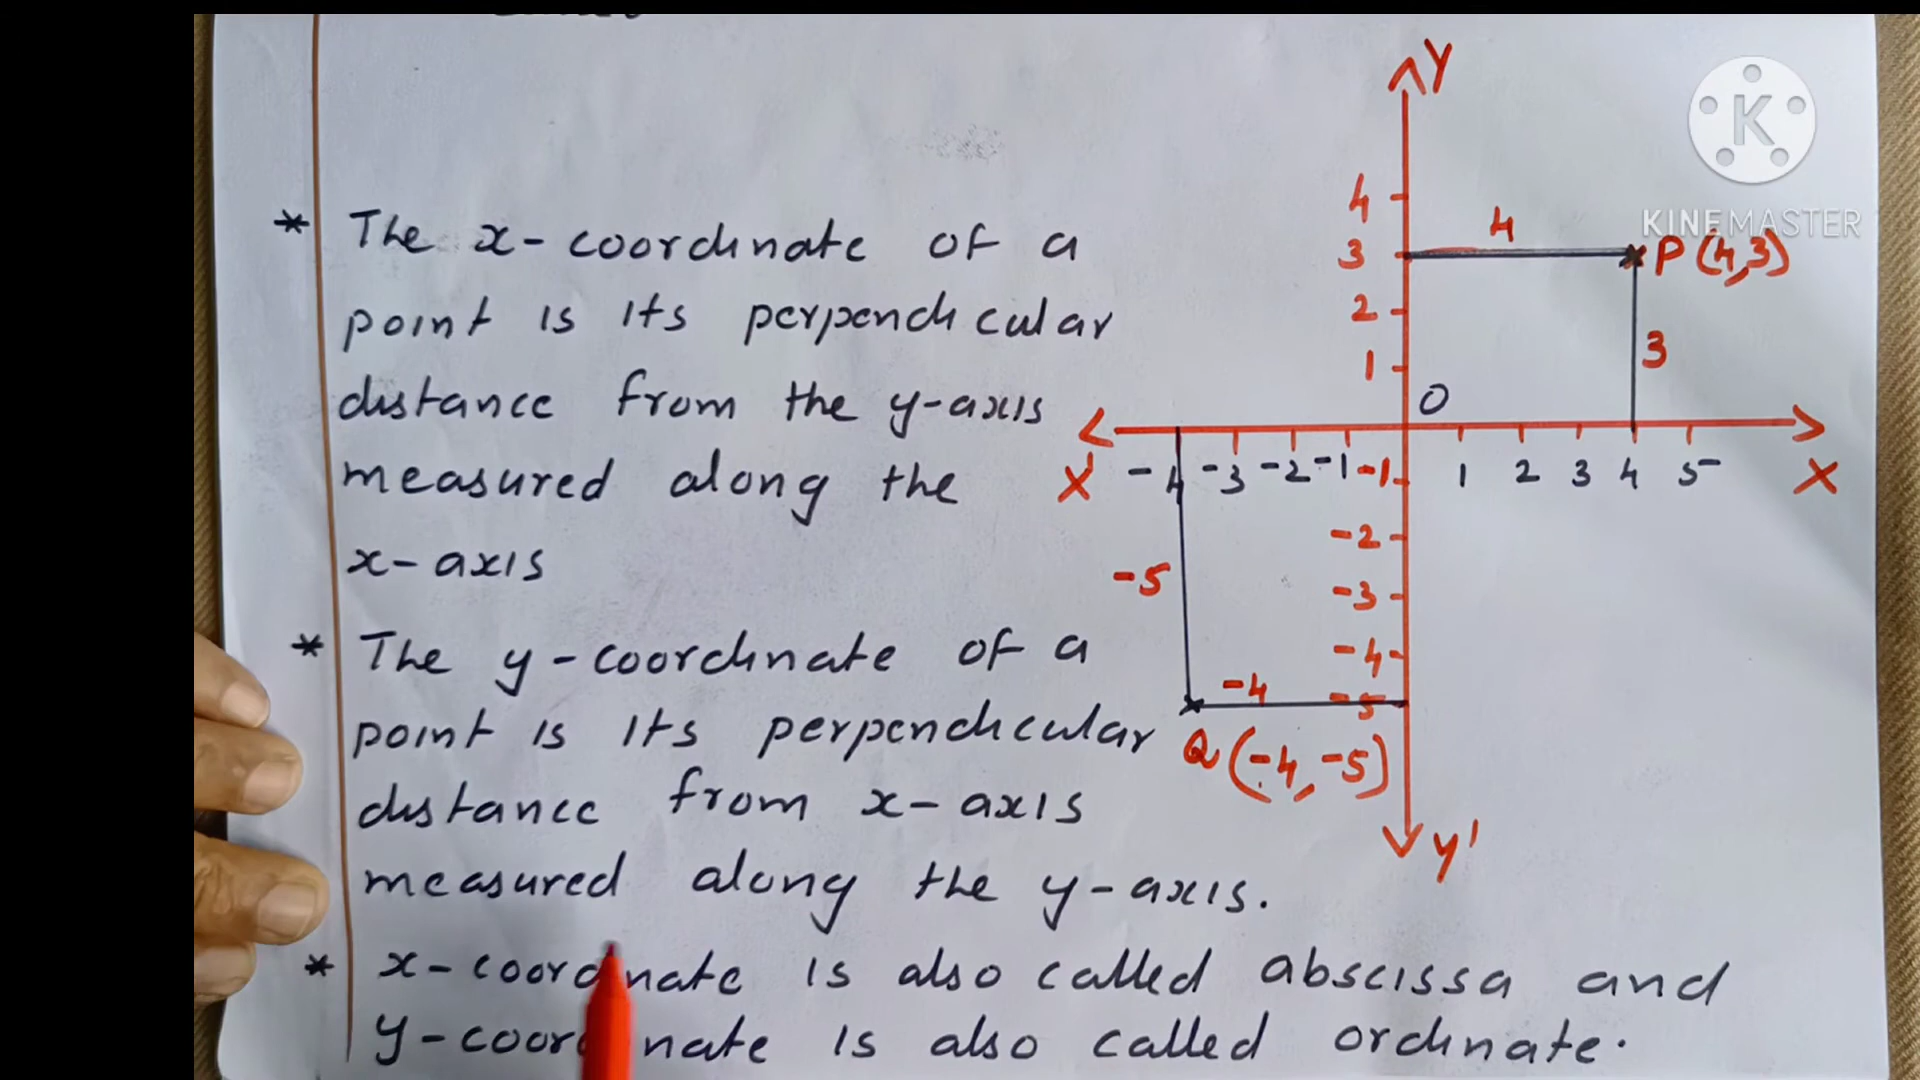 * The x-coordinate of a
point is its perpendicular
distance from the y-axis
measured along the
x-axis
* The y-coordinate of a
point is its perpendicular
distance from x-axis
measured along the y-axis.
* x-coordinate is also called abscissa and
y-coordinate is also called ordinate.
Y
K
KINEMASTER
4
4
3
P(4,3)
2
3
1
O
X'
-4 -3 -2 -1
-1
1 2 3 4 5
X
-2
-5
-3
-4
-4
-5
Q(-4,-5)
Y'